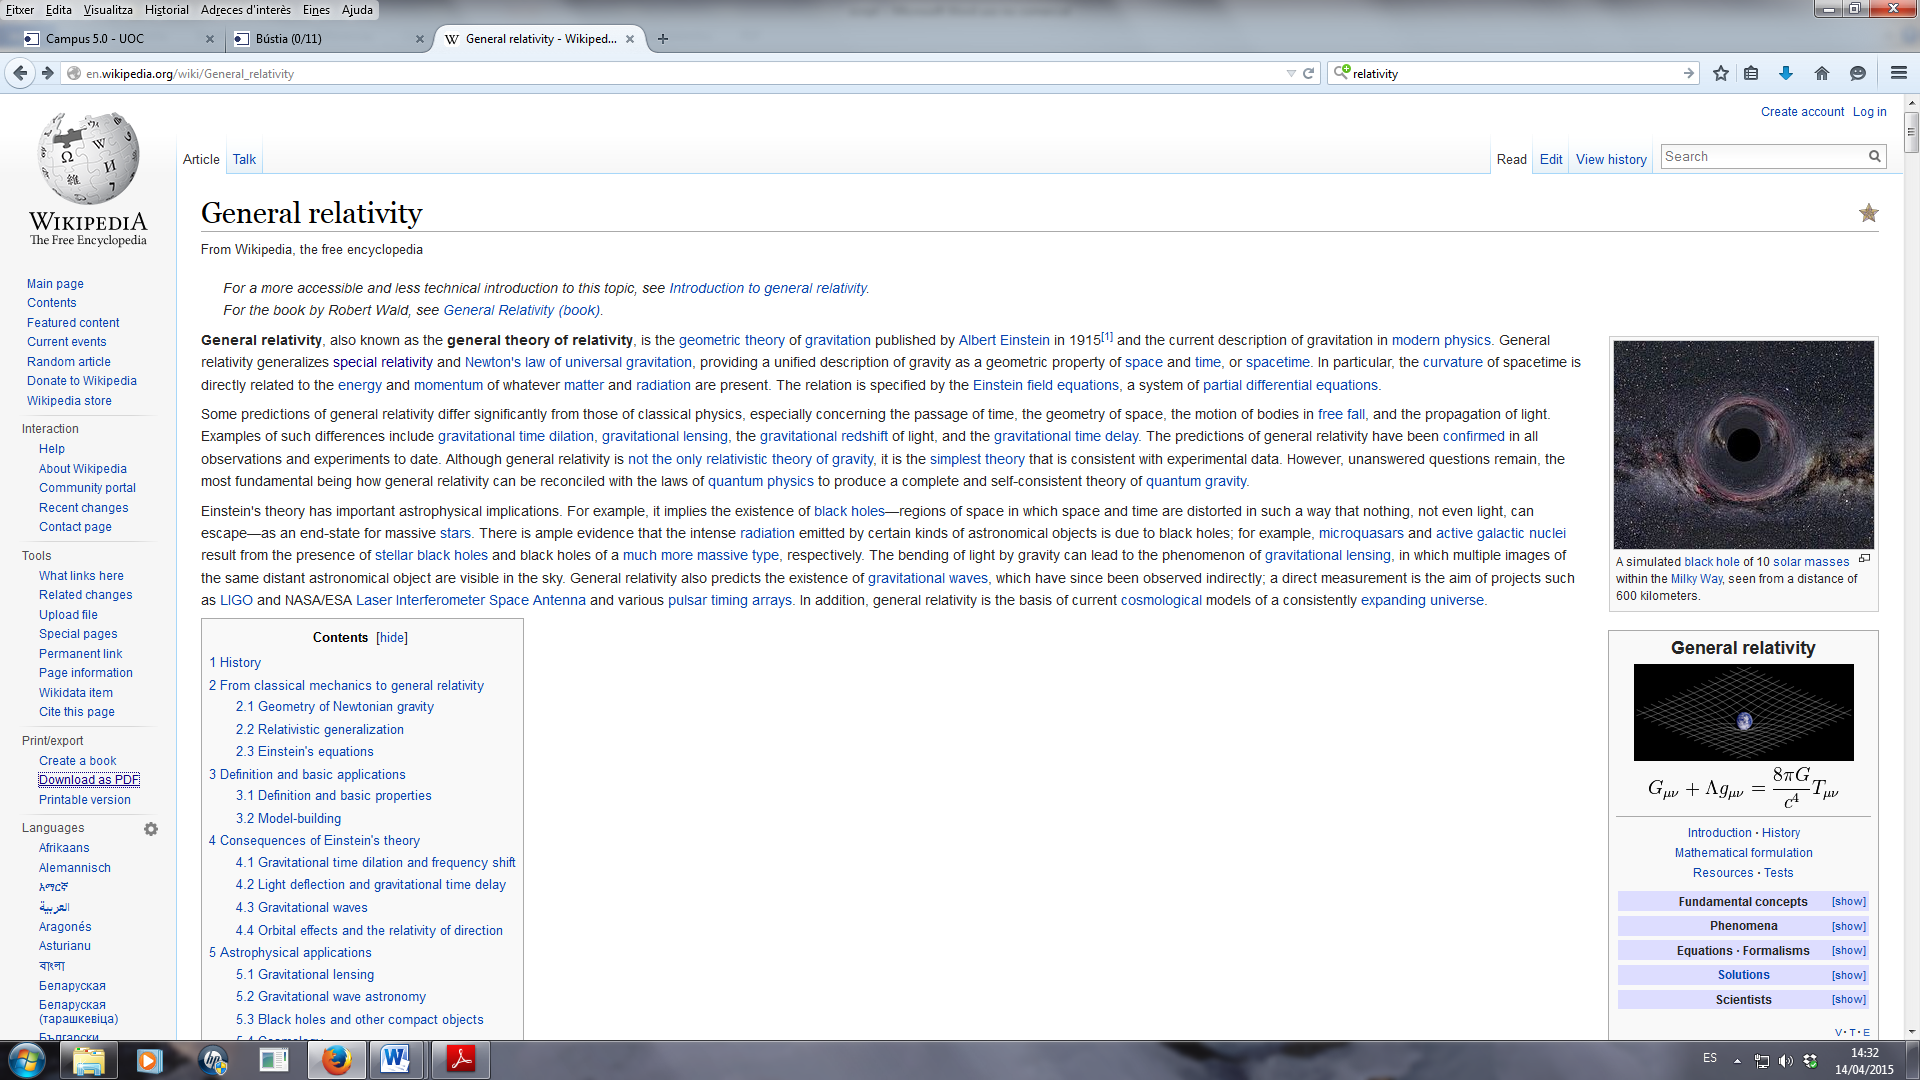 Fitxer Edita Visualitza Historial Adreces d'interès Eines Ajuda
Campus 5.0 - UOC
Bústia (0/11)
General relativity - Wikiped...
en.wikipedia.org/wiki/General_relativity
relativity
Create account Log in
Article Talk
Read Edit View history Search
WIKIPEDIA
The Free Encyclopedia
Main page
Contents
Featured content
Current events
Random article
Donate to Wikipedia
Wikipedia store
Interaction
Help
About Wikipedia
Community portal
Recent changes
Contact page
Tools
What links here
Related changes
Upload file
Special pages
Permanent link
Page information
Wikidata item
Cite this page
Print/export
Create a book
Download as PDF
Printable version
Languages
Afrikaans
Alemannisch
አማርኛ
العربية
Aragonés
Asturianu
বাংলা
Беларуская
Беларуская
(тарашкевіца)
Български
General relativity
From Wikipedia, the free encyclopedia
For a more accessible and less technical introduction to this topic, see Introduction to general relativity.
For the book by Robert Wald, see General Relativity (book).
General relativity, also known as the general theory of relativity, is the geometric theory of gravitation published by Albert Einstein in 1915[1] and the current description of gravitation in modern physics. General
relativity generalizes special relativity and Newton's law of universal gravitation, providing a unified description of gravity as a geometric property of space and time, or spacetime. In particular, the curvature of spacetime is
directly related to the energy and momentum of whatever matter and radiation are present. The relation is specified by the Einstein field equations, a system of partial differential equations.
Some predictions of general relativity differ significantly from those of classical physics, especially concerning the passage of time, the geometry of space, the motion of bodies in free fall, and the propagation of light.
Examples of such differences include gravitational time dilation, gravitational lensing, the gravitational redshift of light, and the gravitational time delay. The predictions of general relativity have been confirmed in all
observations and experiments to date. Although general relativity is not the only relativistic theory of gravity, it is the simplest theory that is consistent with experimental data. However, unanswered questions remain, the
most fundamental being how general relativity can be reconciled with the laws of quantum physics to produce a complete and self-consistent theory of quantum gravity.
Einstein's theory has important astrophysical implications. For example, it implies the existence of black holes—regions of space in which space and time are distorted in such a way that nothing, not even light, can
escape—as an end-state for massive stars. There is ample evidence that the intense radiation emitted by certain kinds of astronomical objects is due to black holes; for example, microquasars and active galactic nuclei
result from the presence of stellar black holes and black holes of a much more massive type, respectively. The bending of light by gravity can lead to the phenomenon of gravitational lensing, in which multiple images of
the same distant astronomical object are visible in the sky. General relativity also predicts the existence of gravitational waves, which have since been observed indirectly; a direct measurement is the aim of projects such
as LIGO and NASA/ESA Laser Interferometer Space Antenna and various pulsar timing arrays. In addition, general relativity is the basis of current cosmological models of a consistently expanding universe.
Contents [hide]
1 History
2 From classical mechanics to general relativity
2.1 Geometry of Newtonian gravity
2.2 Relativistic generalization
2.3 Einstein's equations
3 Definition and basic applications
3.1 Definition and basic properties
3.2 Model-building
4 Consequences of Einstein's theory
4.1 Gravitational time dilation and frequency shift
4.2 Light deflection and gravitational time delay
4.3 Gravitational waves
4.4 Orbital effects and the relativity of direction
5 Astrophysical applications
5.1 Gravitational lensing
5.2 Gravitational wave astronomy
5.3 Black holes and other compact objects
5.4 Cosmology
A simulated black hole of 10 solar masses
within the Milky Way, seen from a distance of
600 kilometers.
General relativity
Gμν + Λgμν = 8πG/c⁴ Tμν
Introduction · History
Mathematical formulation
Resources · Tests
Fundamental concepts [show]
Phenomena [show]
Equations · Formalisms [show]
Solutions [show]
Scientists [show]
V · T · E
ES
14:32
14/04/2015